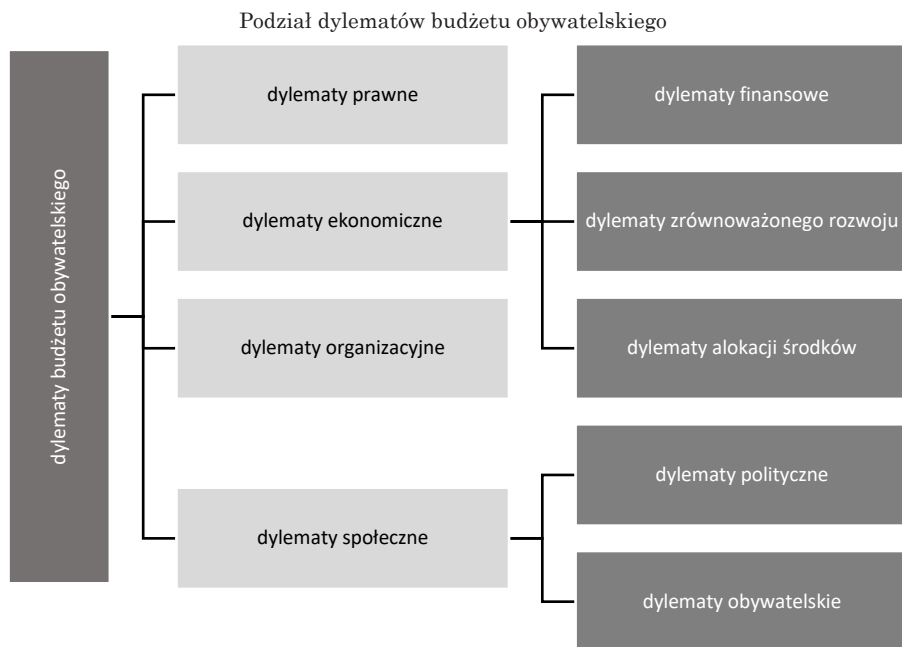 Podział dylematów budżetu obywatelskiego
dylematy budżetu obywatelskiego
dylematy prawne
dylematy ekonomiczne
dylematy organizacyjne
dylematy społeczne
dylematy finansowe
dylematy zrównoważonego rozwoju
dylematy alokacji środków
dylematy polityczne
dylematy obywatelskie